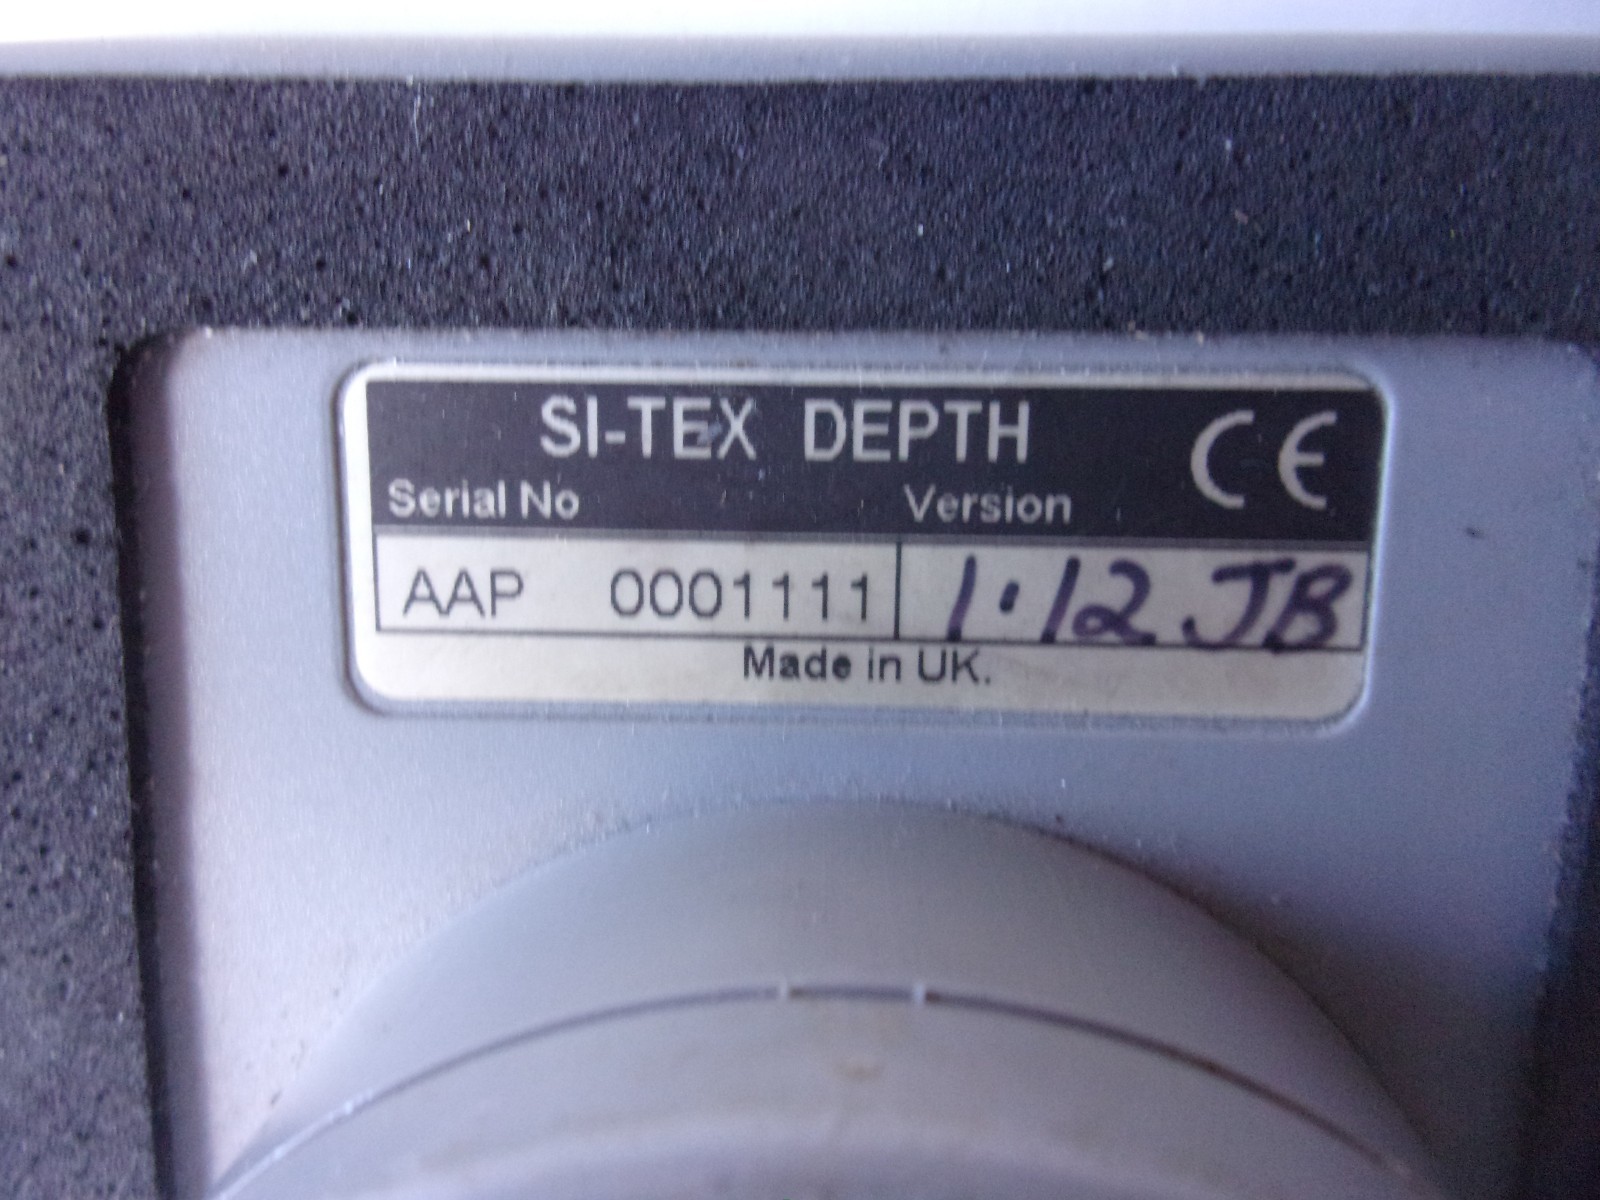 SI-TEX DEPTH CE
Serial No Version
AAP 0001111 1.12 JB
Made in UK.